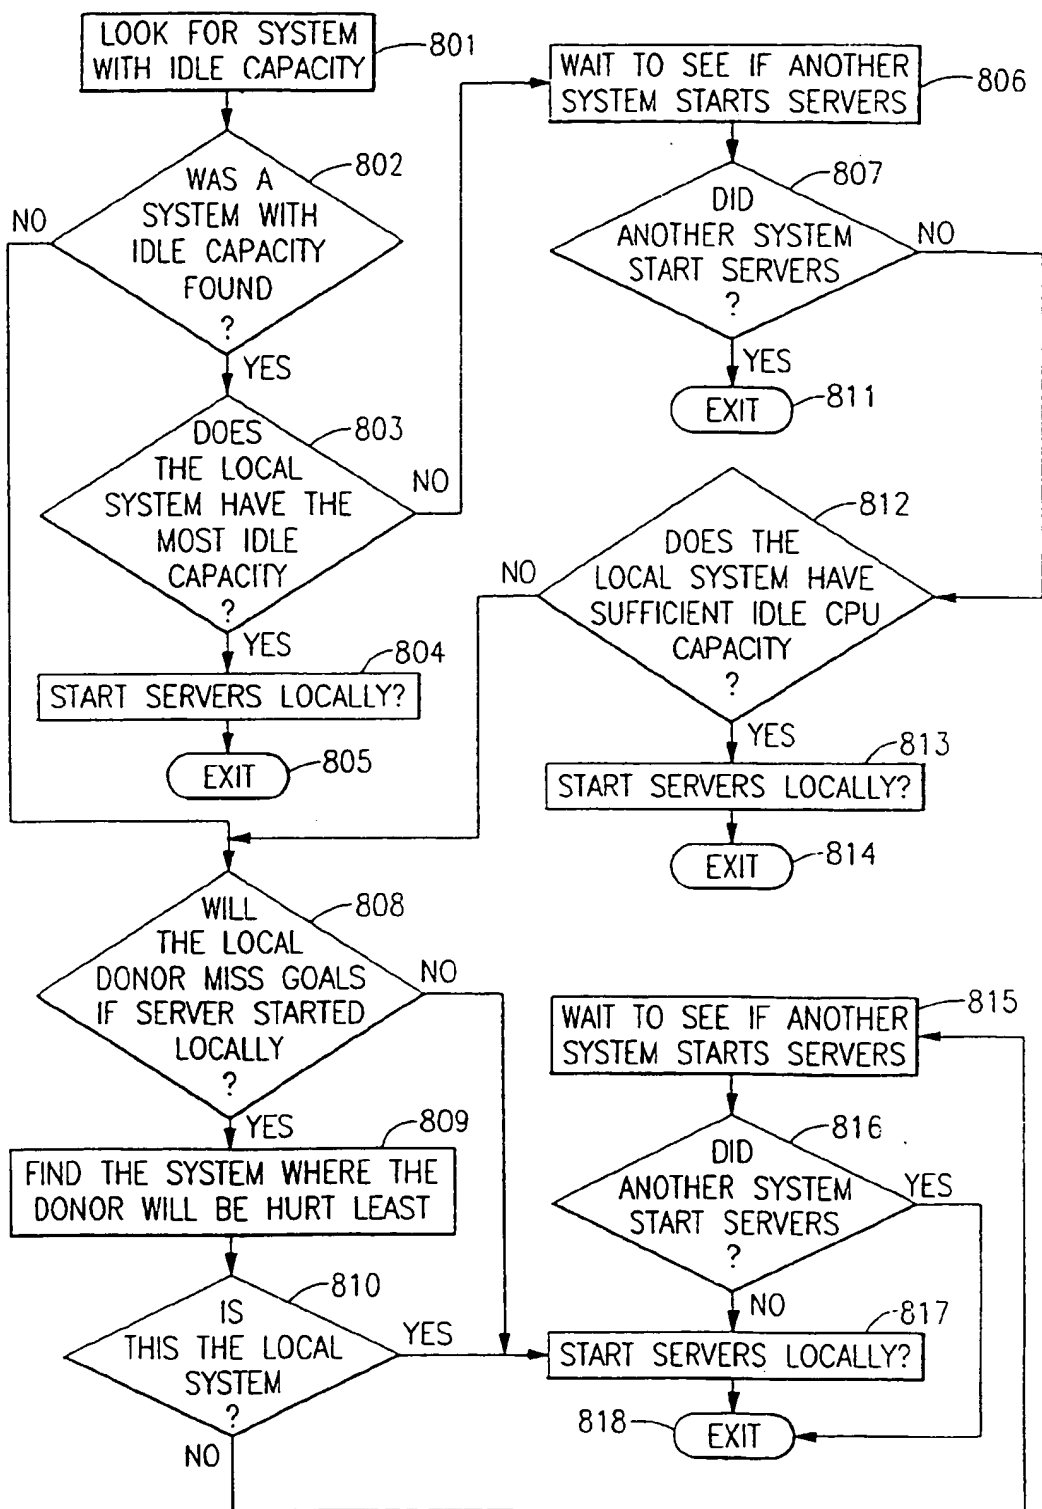 LOOK FOR SYSTEM
WITH IDLE CAPACITY
801
WAS A
SYSTEM WITH
IDLE CAPACITY
FOUND
?
802
NO
YES
DOES
THE LOCAL
SYSTEM HAVE THE
MOST IDLE
CAPACITY
?
803
NO
YES
804
START SERVERS LOCALLY?
EXIT
805
WAIT TO SEE IF ANOTHER
SYSTEM STARTS SERVERS
806
DID
ANOTHER SYSTEM
START SERVERS
?
807
NO
YES
EXIT
811
DOES THE
LOCAL SYSTEM HAVE
SUFFICIENT IDLE CPU
CAPACITY
?
812
NO
YES
813
START SERVERS LOCALLY?
EXIT
814
WILL
THE LOCAL
DONOR MISS GOALS
IF SERVER STARTED
LOCALLY
?
808
NO
YES
809
FIND THE SYSTEM WHERE THE
DONOR WILL BE HURT LEAST
IS
THIS THE LOCAL
SYSTEM
?
810
YES
NO
WAIT TO SEE IF ANOTHER
SYSTEM STARTS SERVERS
815
DID
ANOTHER SYSTEM
START SERVERS
?
816
YES
NO
817
START SERVERS LOCALLY?
818
EXIT